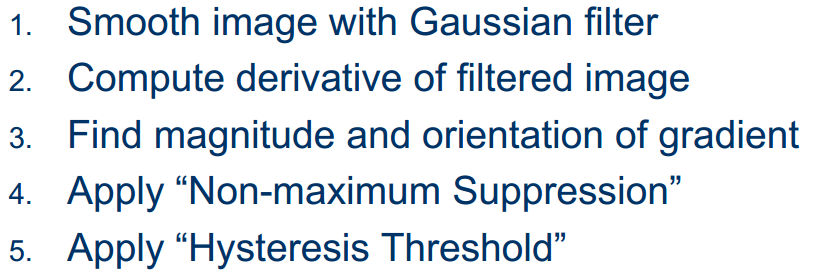 1. Smooth image with Gaussian filter
2. Compute derivative of filtered image
3. Find magnitude and orientation of gradient
4. Apply “Non-maximum Suppression”
5. Apply “Hysteresis Threshold”